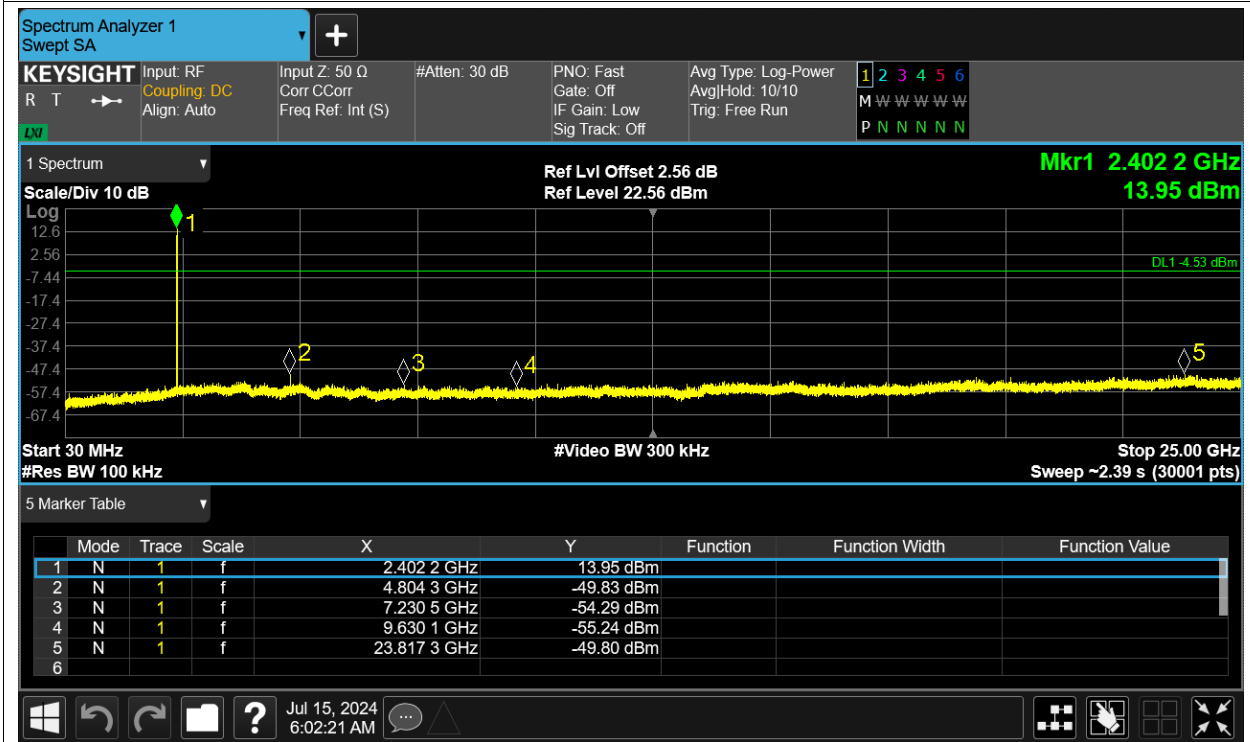 Spectrum Analyzer 1
Swept SA
+
KEYSIGHT
R T
LXI
Input: RF
Coupling: DC
Align: Auto
Input Z: 50 Ω
Corr CCorr
Freq Ref: Int (S)
#Atten: 30 dB
PNO: Fast
Gate: Off
IF Gain: Low
Sig Track: Off
Avg Type: Log-Power
Avg|Hold: 10/10
Trig: Free Run
1 2 3 4 5 6
M W W W W W
P N N N N N
1 Spectrum
Scale/Div 10 dB
Ref Lvl Offset 2.56 dB
Ref Level 22.56 dBm
Mkr1 2.402 2 GHz
13.95 dBm
Log
12.6
2.56
-7.44
-17.4
-27.4
-37.4
-47.4
-57.4
-67.4
1
2
3
4
5
DL1 -4.53 dBm
Start 30 MHz
#Res BW 100 kHz
#Video BW 300 kHz
Stop 25.00 GHz
Sweep ~2.39 s (30001 pts)
5 Marker Table
Mode Trace Scale X Y Function Function Width Function Value
1 N 1 f 2.402 2 GHz 13.95 dBm
2 N 1 f 4.804 3 GHz -49.83 dBm
3 N 1 f 7.230 5 GHz -54.29 dBm
4 N 1 f 9.630 1 GHz -55.24 dBm
5 N 1 f 23.817 3 GHz -49.80 dBm
6
?
Jul 15, 2024
6:02:21 AM